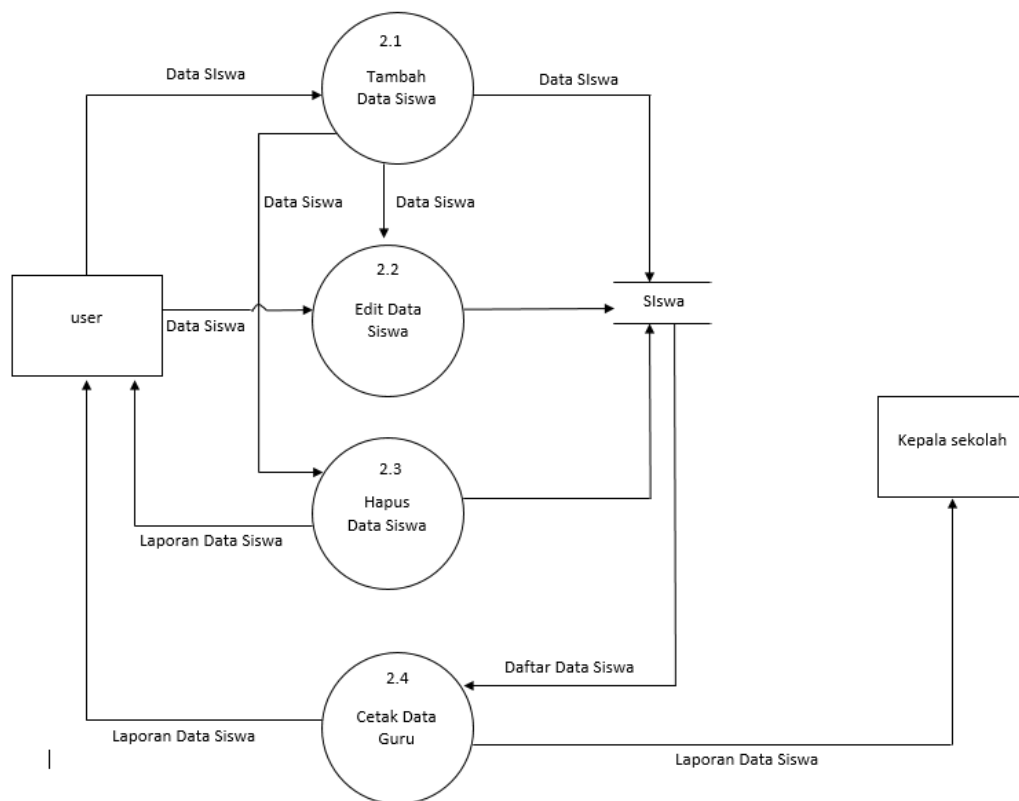 2.1
Tambah
Data Siswa
Data SIswa
Data SIswa
Data Siswa
Data Siswa
2.2
Edit Data
Siswa
SIswa
user
Data Siswa
Kepala sekolah
2.3
Hapus
Data Siswa
Laporan Data Siswa
Daftar Data Siswa
2.4
Cetak Data
Guru
Laporan Data Siswa
Laporan Data Siswa